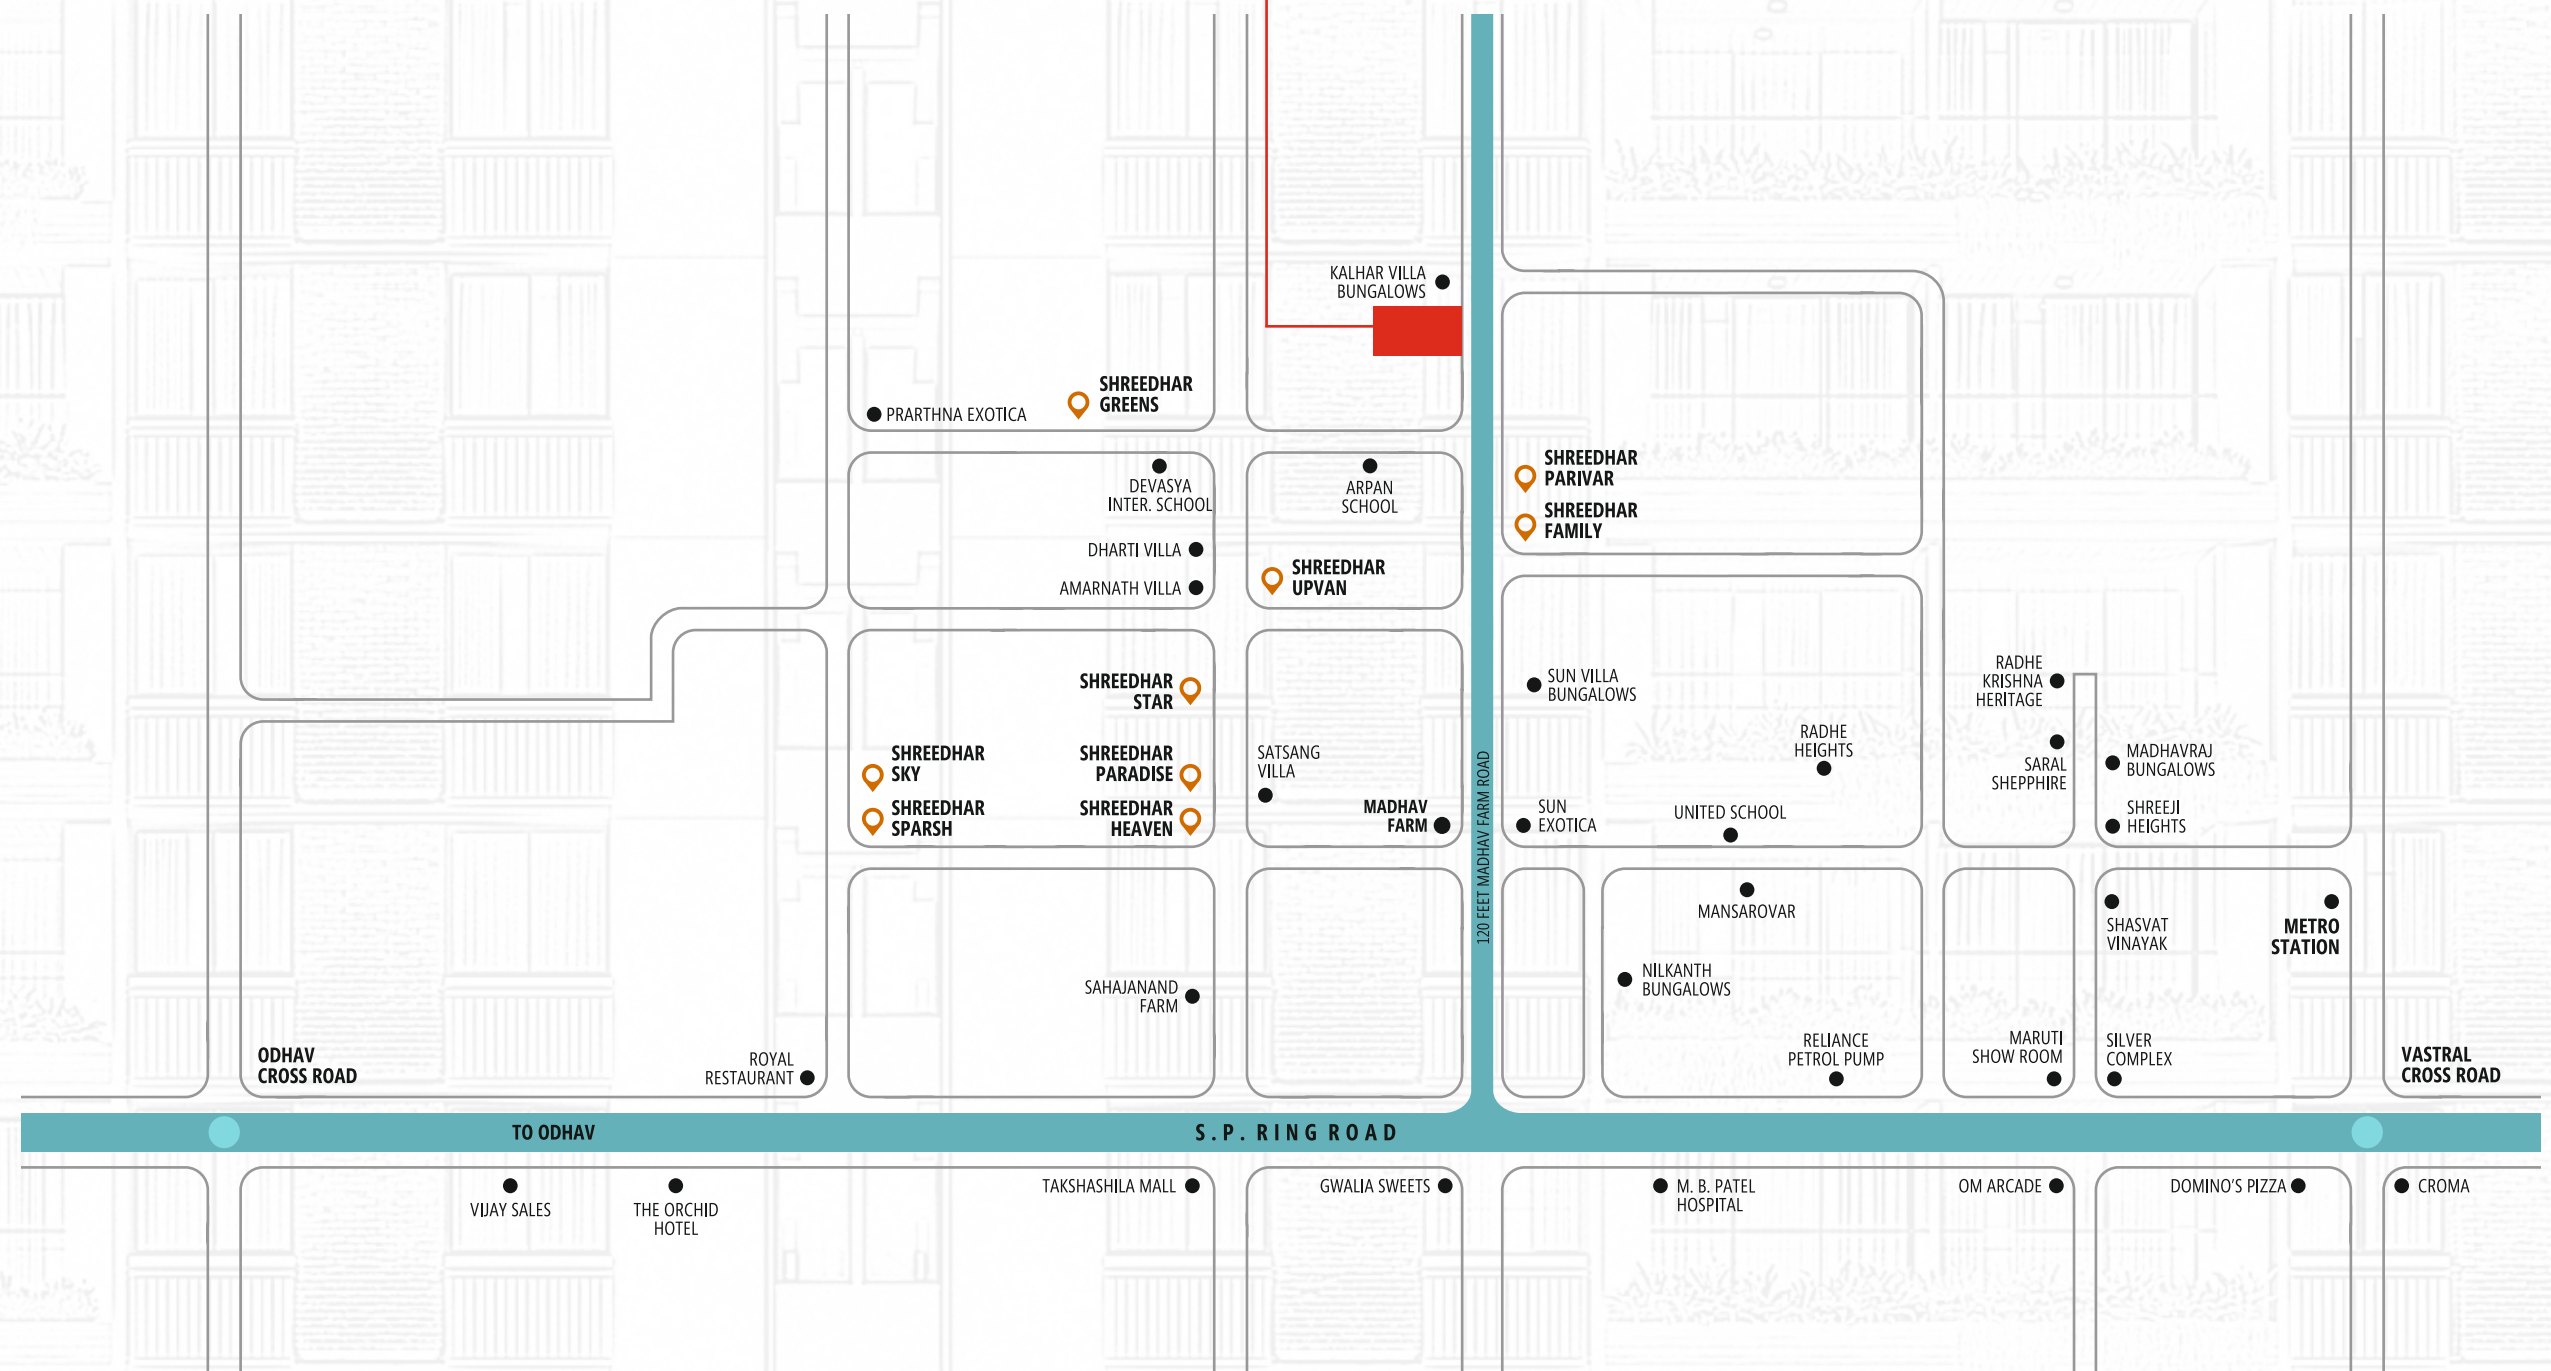 KALHAR VILLA
BUNGALOWS
SHREEDHAR
GREENS
PRARTHNA EXOTICA
DEVASYA
INTER. SCHOOL
ARPAN
SCHOOL
SHREEDHAR
PARIVAR
SHREEDHAR
FAMILY
DHARTI VILLA
AMARNATH VILLA
SHREEDHAR
UPVAN
SHREEDHAR
STAR
SHREEDHAR
SKY
SHREEDHAR
PARADISE
SHREEDHAR
SPARSH
SHREEDHAR
HEAVEN
SATSANG
VILLA
MADHAV
FARM
120 FEET MADHAV FARM ROAD
SUN VILLA
BUNGALOWS
SUN
EXOTICA
RADHE
HEIGHTS
UNITED SCHOOL
RADHE
KRISHNA
HERITAGE
SARAL
SHEPPHIRE
MADHAVRAJ
BUNGALOWS
SHREEJI
HEIGHTS
MANSAROVAR
NILKANTH
BUNGALOWS
SHASVAT
VINAYAK
METRO
STATION
SAHAJANAND
FARM
ODHAV
CROSS ROAD
ROYAL
RESTAURANT
RELIANCE
PETROL PUMP
MARUTI
SHOW ROOM
SILVER
COMPLEX
VASTRAL
CROSS ROAD
TO ODHAV
S.P. RING ROAD
VIJAY SALES
THE ORCHID
HOTEL
TAKSHASHILA MALL
GWALIA SWEETS
M. B. PATEL
HOSPITAL
OM ARCADE
DOMINO'S PIZZA
CROMA